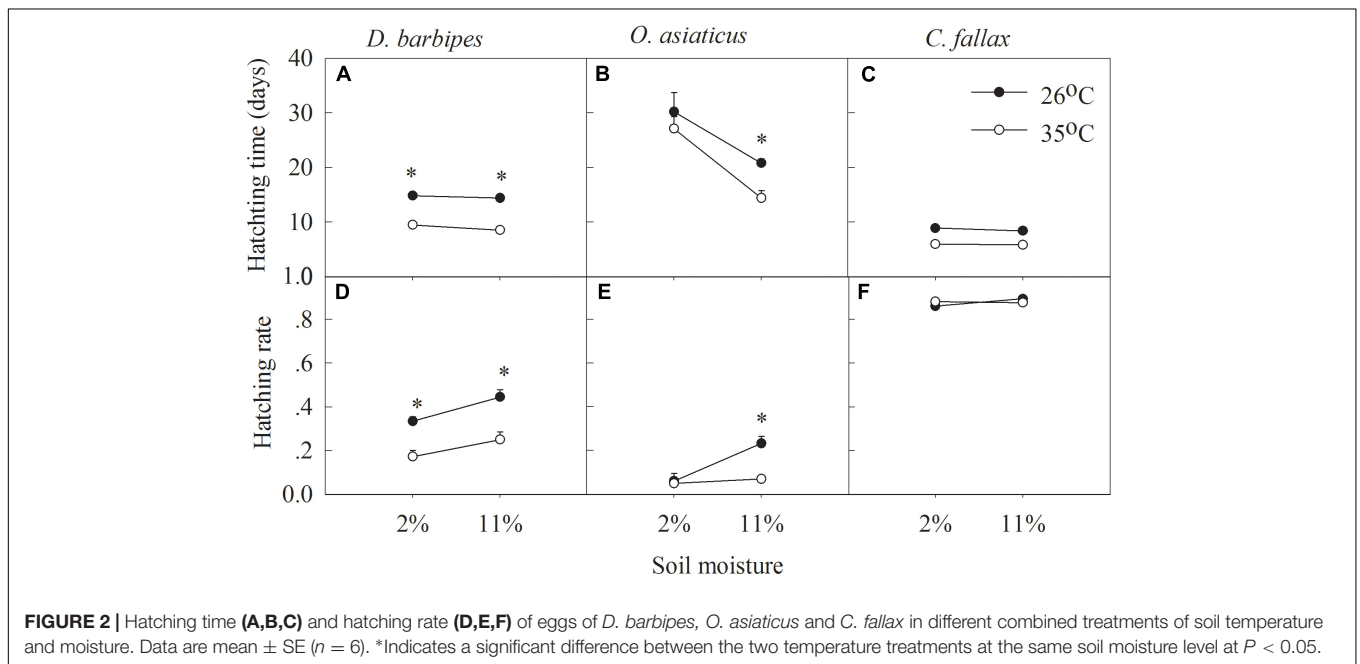 D. barbipes O. asiaticus C. fallax
Hatchting time (days)
40
30
20
10
1.0
A
* *
B
*
C
26°C
35°C
Hatching rate
.8
.6
.4
.2
0.0
D
* *
E
*
F
2% 11% 2% 11% 2% 11%
Soil moisture
FIGURE 2 | Hatching time (A,B,C) and hatching rate (D,E,F) of eggs of D. barbipes, O. asiaticus and C. fallax in different combined treatments of soil temperature
and moisture. Data are mean ± SE (n = 6). *Indicates a significant difference between the two temperature treatments at the same soil moisture level at P < 0.05.